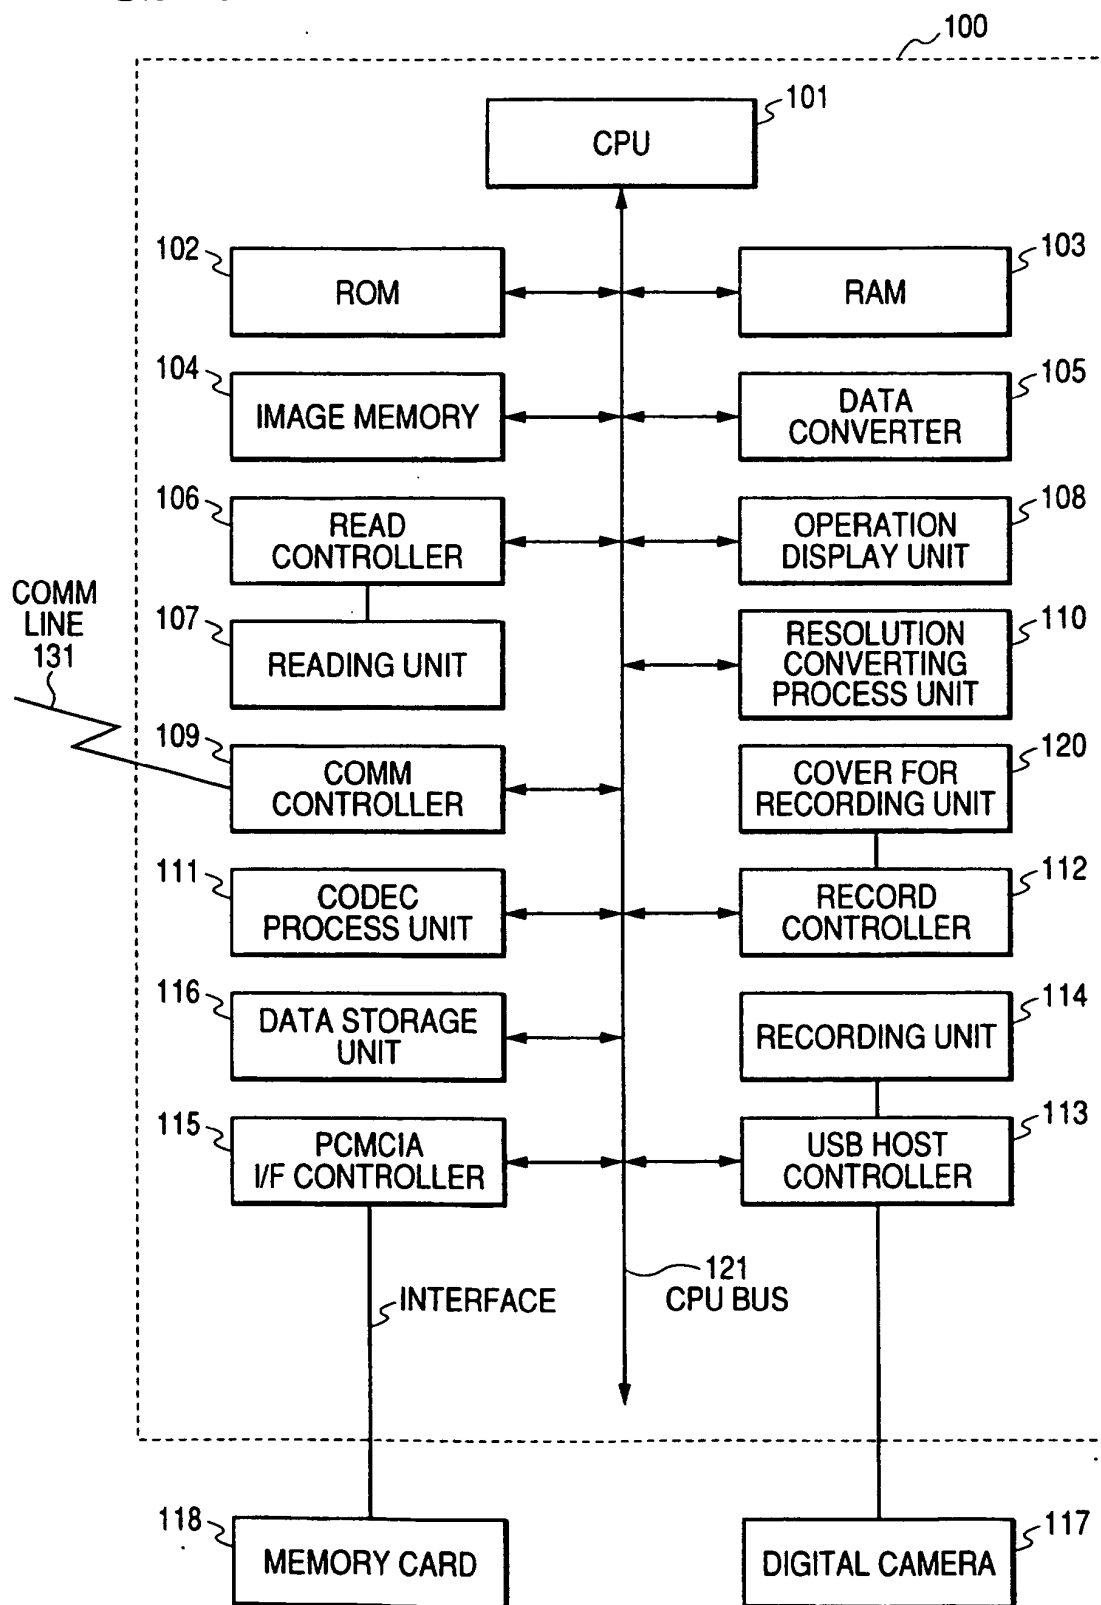 100
101
CPU
102
ROM
103
RAM
104
IMAGE MEMORY
105
DATA
CONVERTER
106
READ
CONTROLLER
108
OPERATION
DISPLAY UNIT
COMM
LINE
131
107
READING UNIT
110
RESOLUTION
CONVERTING
PROCESS UNIT
109
COMM
CONTROLLER
120
COVER FOR
RECORDING UNIT
111
CODEC
PROCESS UNIT
112
RECORD
CONTROLLER
116
DATA STORAGE
UNIT
114
RECORDING UNIT
115
PCMCIA
I/F CONTROLLER
113
USB HOST
CONTROLLER
INTERFACE
121
CPU BUS
118
MEMORY CARD
117
DIGITAL CAMERA